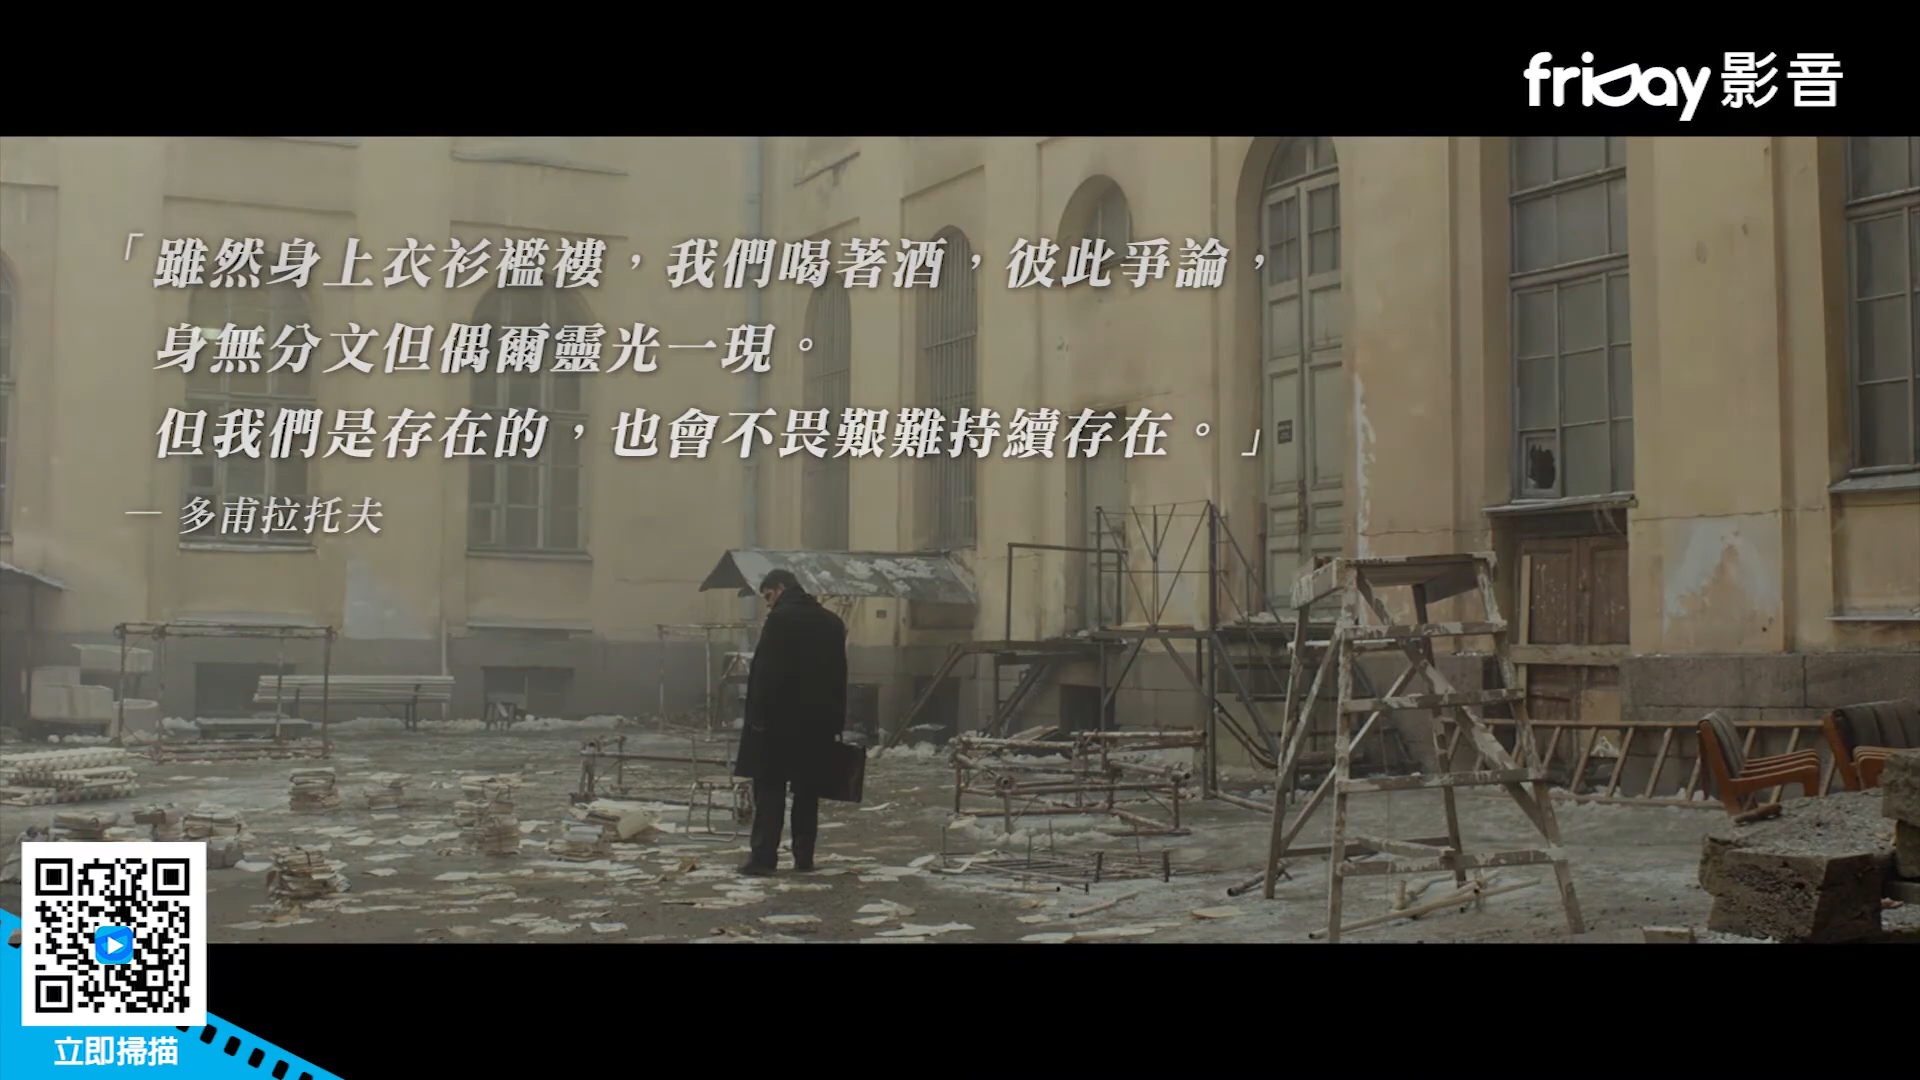 friDay影音
「雖然身上衣衫襤褸，我們喝著酒，彼此爭論，
身無分文但偶爾靈光一現。
但我們是存在的，也會不畏艱難持續存在。」
— 多甫拉托夫
立即掃描